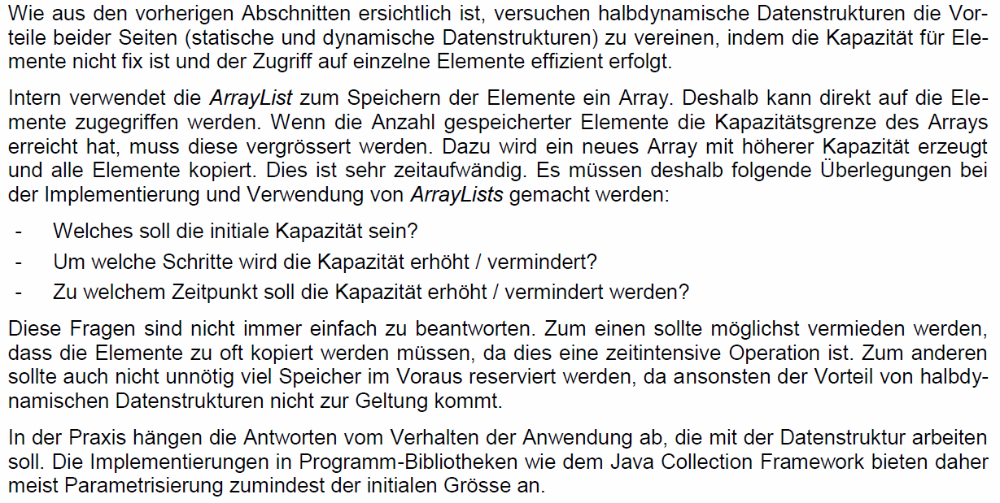 Wie aus den vorherigen Abschnitten ersichtlich ist, versuchen halbdynamische Datenstrukturen die Vor-
teile beider Seiten (statische und dynamische Datenstrukturen) zu vereinen, indem die Kapazität für Ele-
mente nicht fix ist und der Zugriff auf einzelne Elemente effizient erfolgt.
Intern verwendet die ArrayList zum Speichern der Elemente ein Array. Deshalb kann direkt auf die Ele-
mente zugegriffen werden. Wenn die Anzahl gespeicherter Elemente die Kapazitätsgrenze des Arrays
erreicht hat, muss diese vergrössert werden. Dazu wird ein neues Array mit höherer Kapazität erzeugt
und alle Elemente kopiert. Dies ist sehr zeitaufwändig. Es müssen deshalb folgende Überlegungen bei
der Implementierung und Verwendung von ArrayLists gemacht werden:
- Welches soll die initiale Kapazität sein?
- Um welche Schritte wird die Kapazität erhöht / vermindert?
- Zu welchem Zeitpunkt soll die Kapazität erhöht / vermindert werden?
Diese Fragen sind nicht immer einfach zu beantworten. Zum einen sollte möglichst vermieden werden,
dass die Elemente zu oft kopiert werden müssen, da dies eine zeitintensive Operation ist. Zum anderen
sollte auch nicht unnötig viel Speicher im Voraus reserviert werden, da ansonsten der Vorteil von halbdy-
namischen Datenstrukturen nicht zur Geltung kommt.
In der Praxis hängen die Antworten vom Verhalten der Anwendung ab, die mit der Datenstruktur arbeiten
soll. Die Implementierungen in Programm-Bibliotheken wie dem Java Collection Framework bieten daher
meist Parametrisierung zumindest der initialen Grösse an.